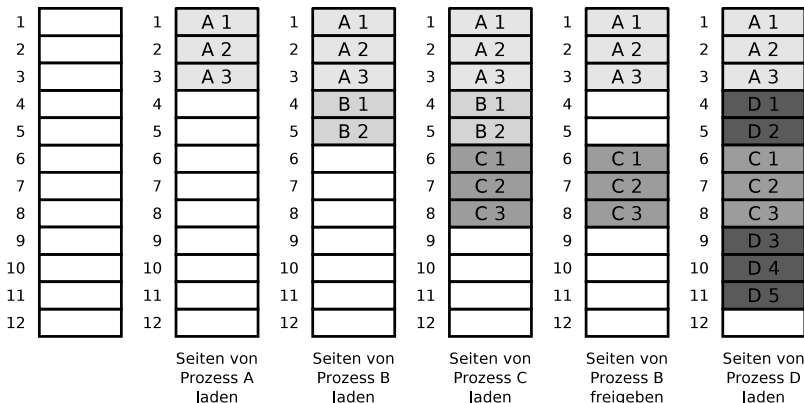 1 1 A 1 1 A 1 1 A 1 1 A 1 1 A 1
2 2 A 2 2 A 2 2 A 2 2 A 2 2 A 2
3 3 A 3 3 A 3 3 A 3 3 A 3 3 A 3
4 4 4 B 1 4 B 1 4 4 D 1
5 5 5 B 2 5 B 2 5 5 D 2
6 6 6 6 C 1 6 C 1 6 C 1
7 7 7 7 C 2 7 C 2 7 C 2
8 8 8 8 C 3 8 C 3 8 C 3
9 9 9 9 9 9 D 3
10 10 10 10 10 10 D 4
11 11 11 11 11 11 D 5
12 12 12 12 12 12
Seiten von Seiten von Seiten von Seiten von Seiten von
Prozess A Prozess B Prozess C Prozess B Prozess D
laden laden laden freigeben laden